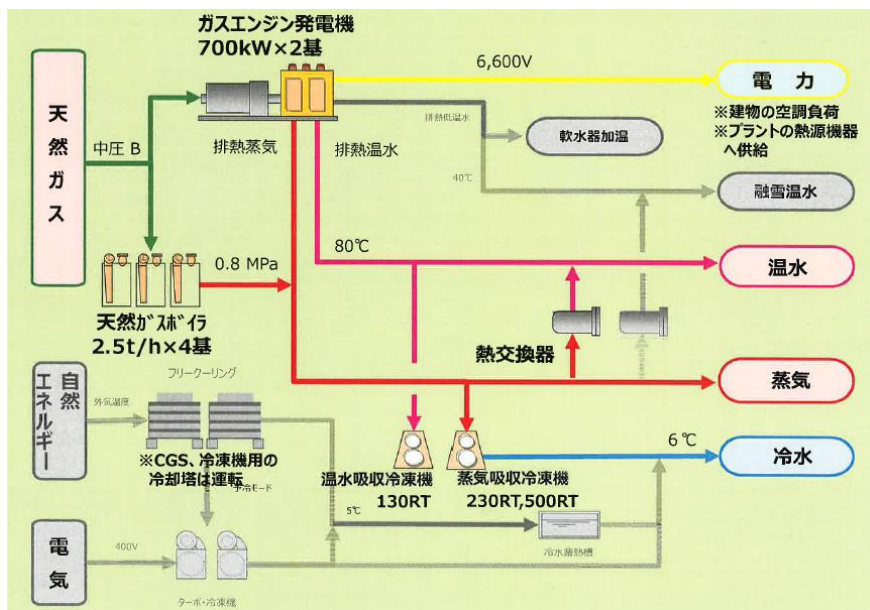 ガスエンジン発電機
700kW×2基
天然ガス
中圧 B
6,600V
電 力
※建物の空調負荷
※プラントの熱源機器
へ供給
排熱蒸気
排熱温水
排熱低温水
軟水器加温
40℃
融雪温水
0.8 MPa
80℃
温水
天然ガスボイラ
2.5t/h×4基
熱交換器
蒸気
自然
エネルギー
外気温度
フリークーリング
※CGS、冷凍機用の
冷却塔は運転
予冷モード
温水吸収冷凍機
130RT
蒸気吸収冷凍機
230RT,500RT
6℃
冷水
5℃
冷水蓄熱槽
電気
400V
ターボ・冷凍機